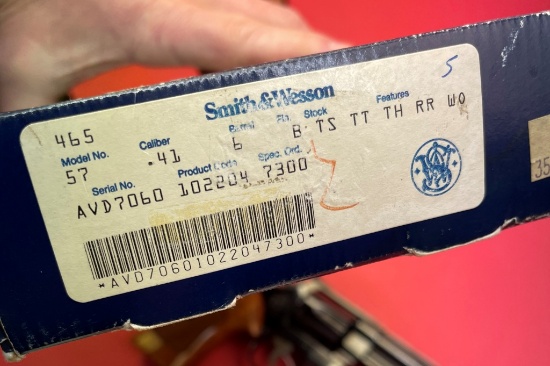 Smith & Wesson
465
5
Model No. Caliber Barrel Fin. Stock Features
57 .41 6 B TS TT TH RR WO
Serial No. Product Code Spec. Ord.
AVD7060 102204 7300
*AVD70601022047300*
35